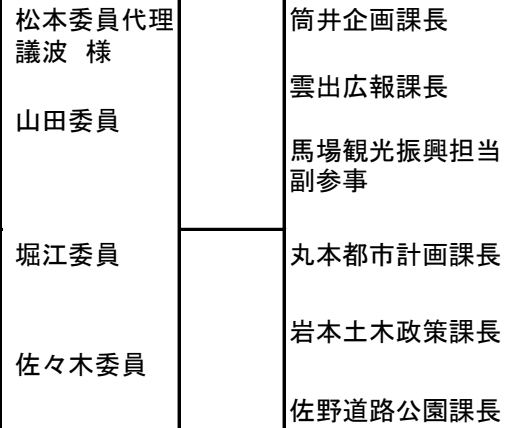 松本委員代理
議波 様
山田委員
堀江委員
佐々木委員
筒井企画課長
雲出広報課長
馬場観光振興担当
副参事
丸本都市計画課長
岩本土木政策課長
佐野道路公園課長